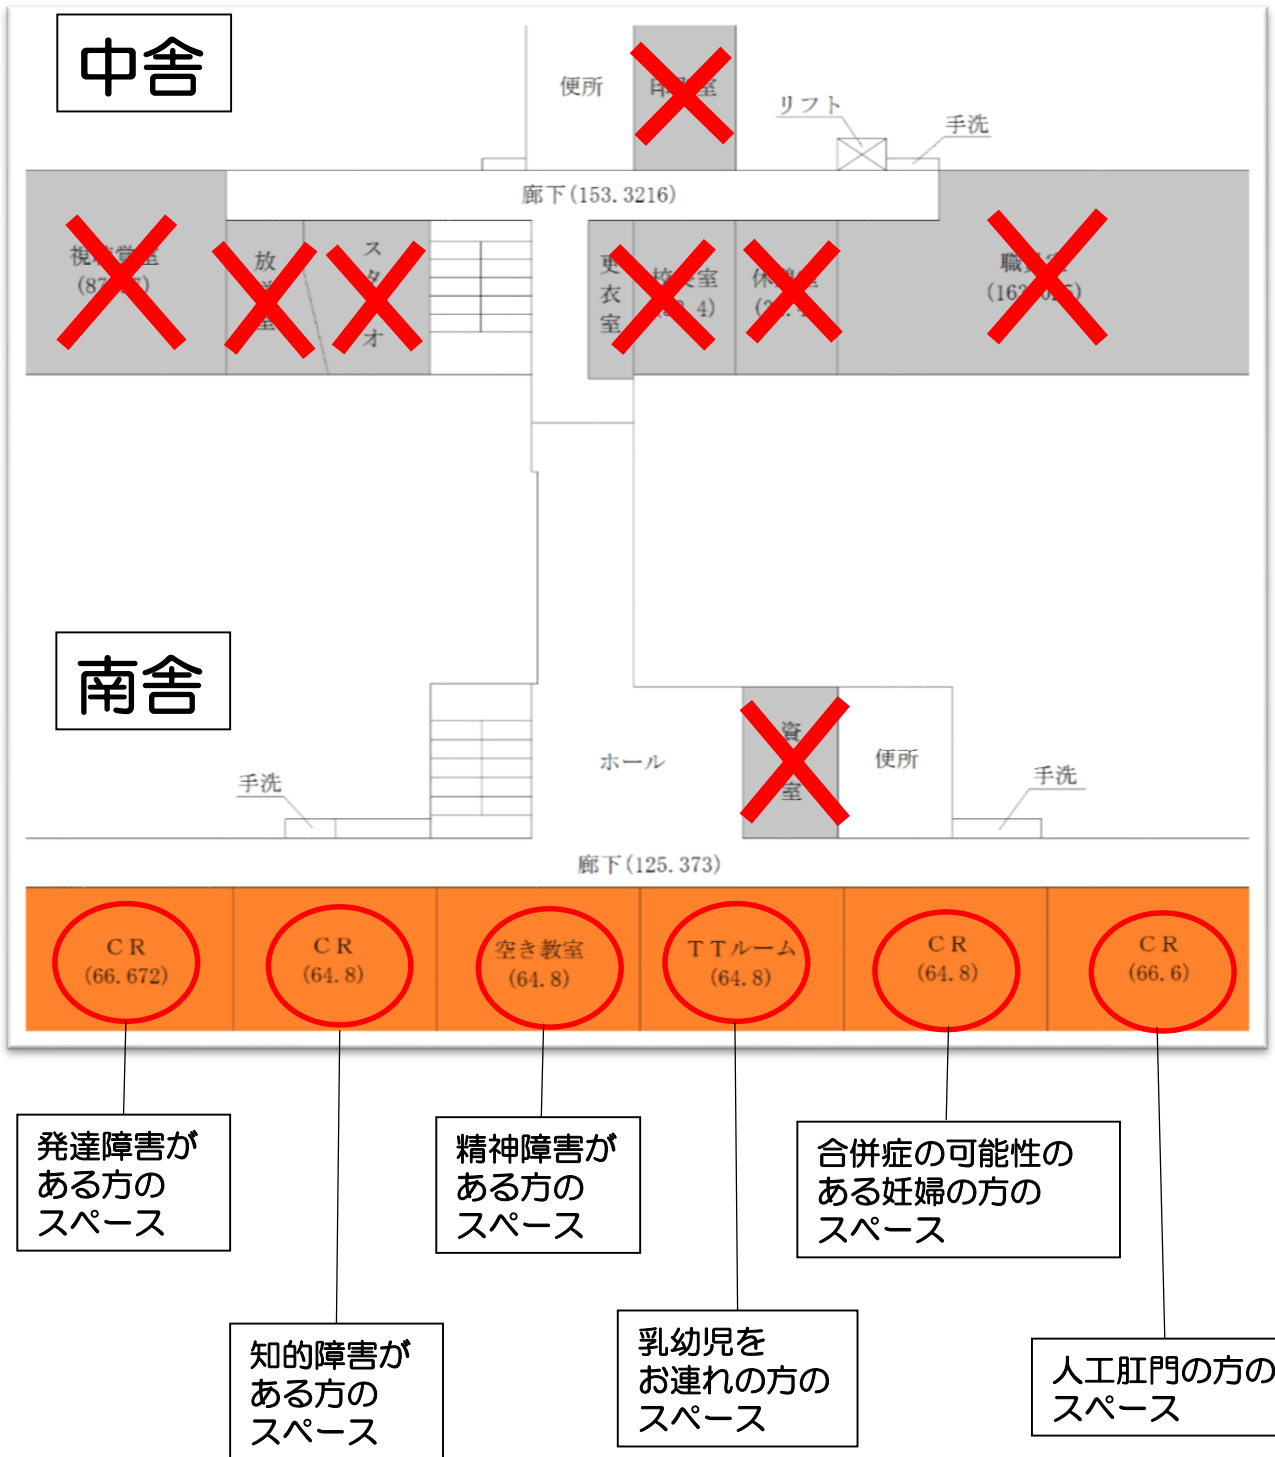 中舎
便所
リフト
手洗
廊下(153.3216)
更衣室
南舎
ホール
便所
手洗
手洗
廊下(125.373)
CR
(66.672)
CR
(64.8)
空き教室
(64.8)
TTルーム
(64.8)
CR
(64.8)
CR
(66.6)
発達障害が
ある方の
スペース
精神障害が
ある方の
スペース
合併症の可能性の
ある妊婦の方の
スペース
知的障害が
ある方の
スペース
乳幼児を
お連れの方の
スペース
人工肛門の方の
スペース